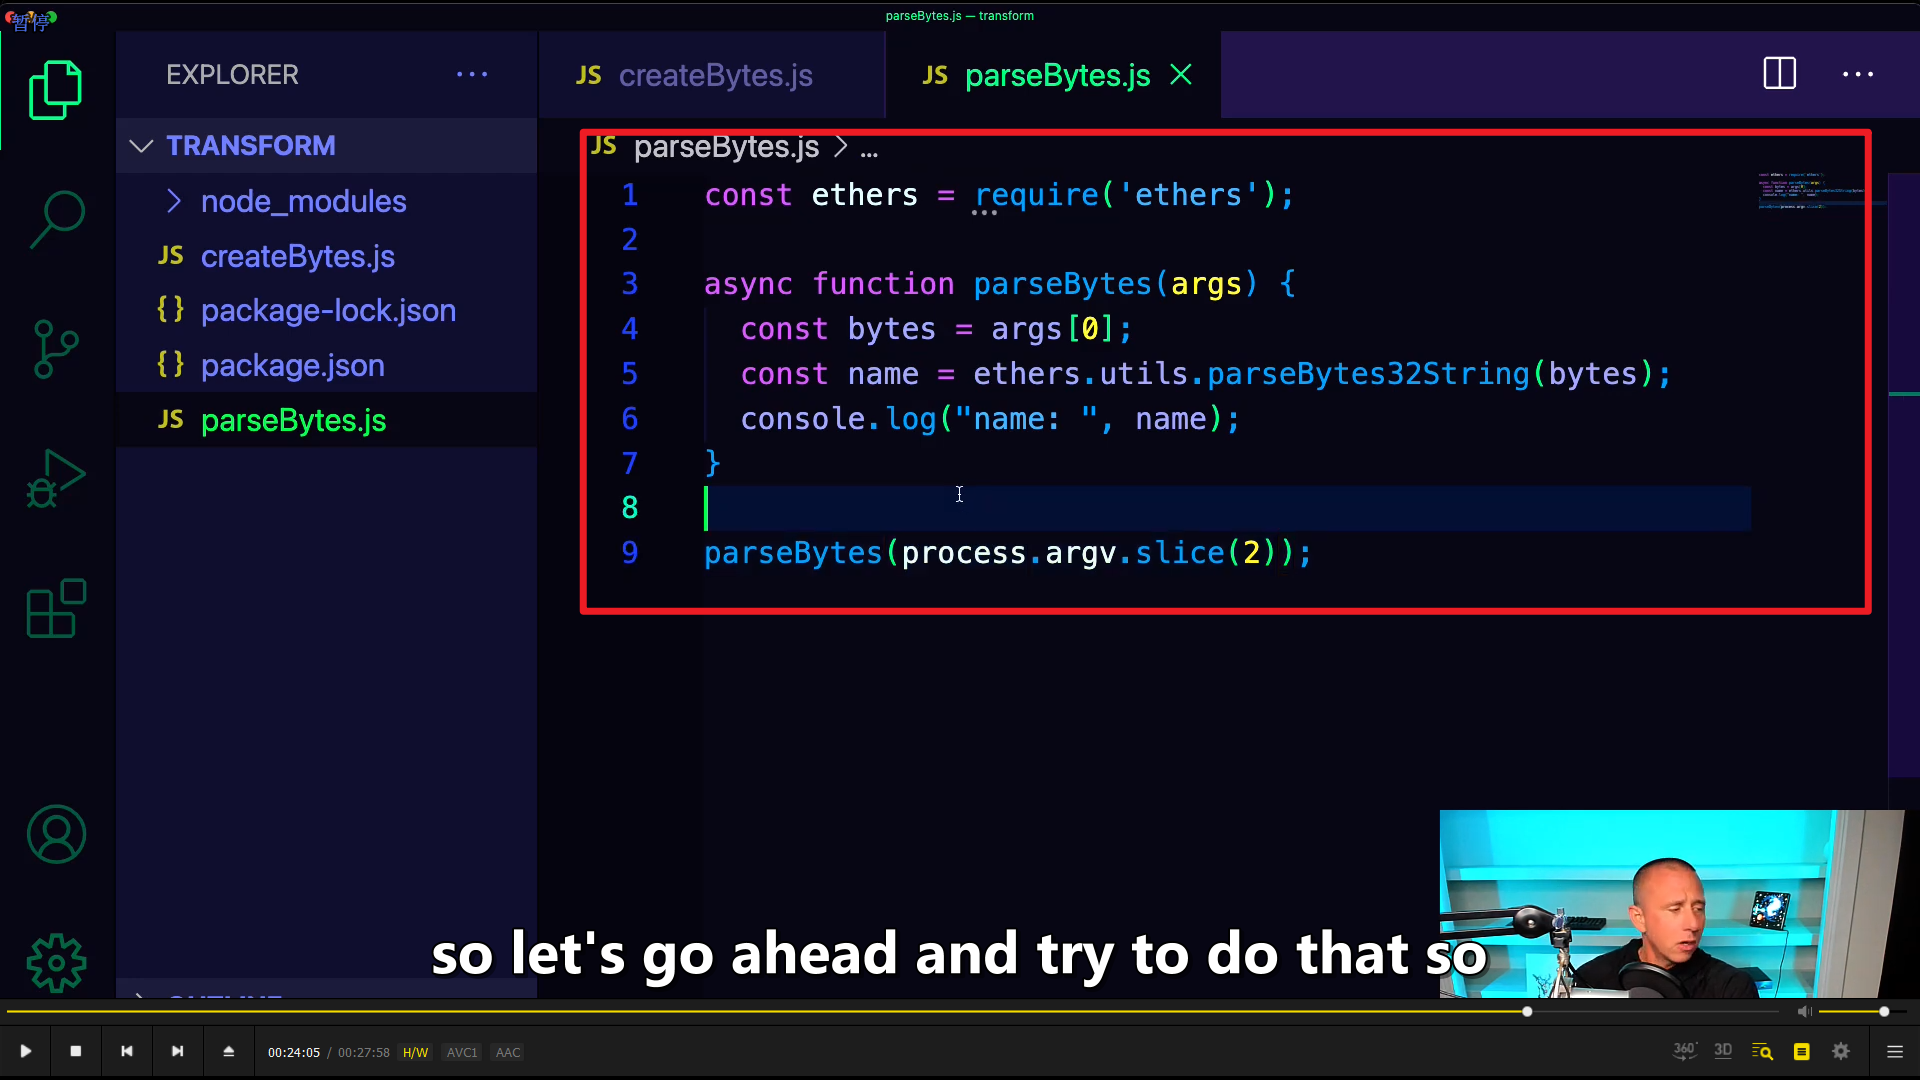 parseBytes.js — transform
暂停
EXPLORER
TRANSFORM
node_modules
JS createBytes.js
{ } package-lock.json
{ } package.json
JS parseBytes.js
JS createBytes.js
JS parseBytes.js
JS parseBytes.js > ...
1 const ethers = require('ethers');
2
3 async function parseBytes(args) {
4 const bytes = args[0];
5 const name = ethers.utils.parseBytes32String(bytes);
6 console.log("name: ", name);
7 }
8
9 parseBytes(process.argv.slice(2));
so let's go ahead and try to do that so
00:24:05 / 00:27:58 H/W AVC1 AAC
360° 3D